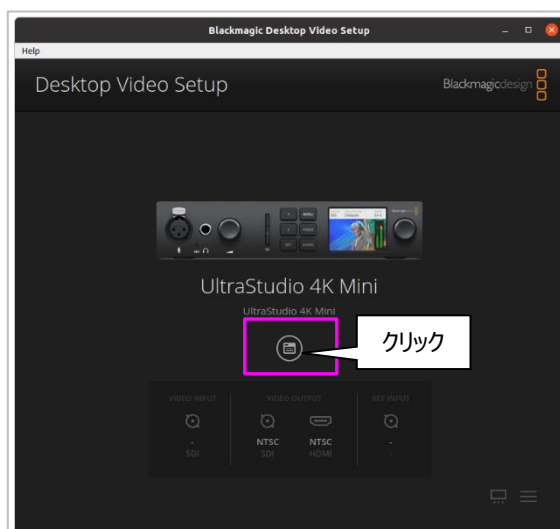 Blackmagic Desktop Video Setup
Help
Desktop Video Setup
Blackmagicdesign
UltraStudio 4K Mini
UltraStudio 4K Mini
クリック
VIDEO INPUT VIDEO OUTPUT REF INPUT
- NTSC NTSC -
SDI SDI HDMI -